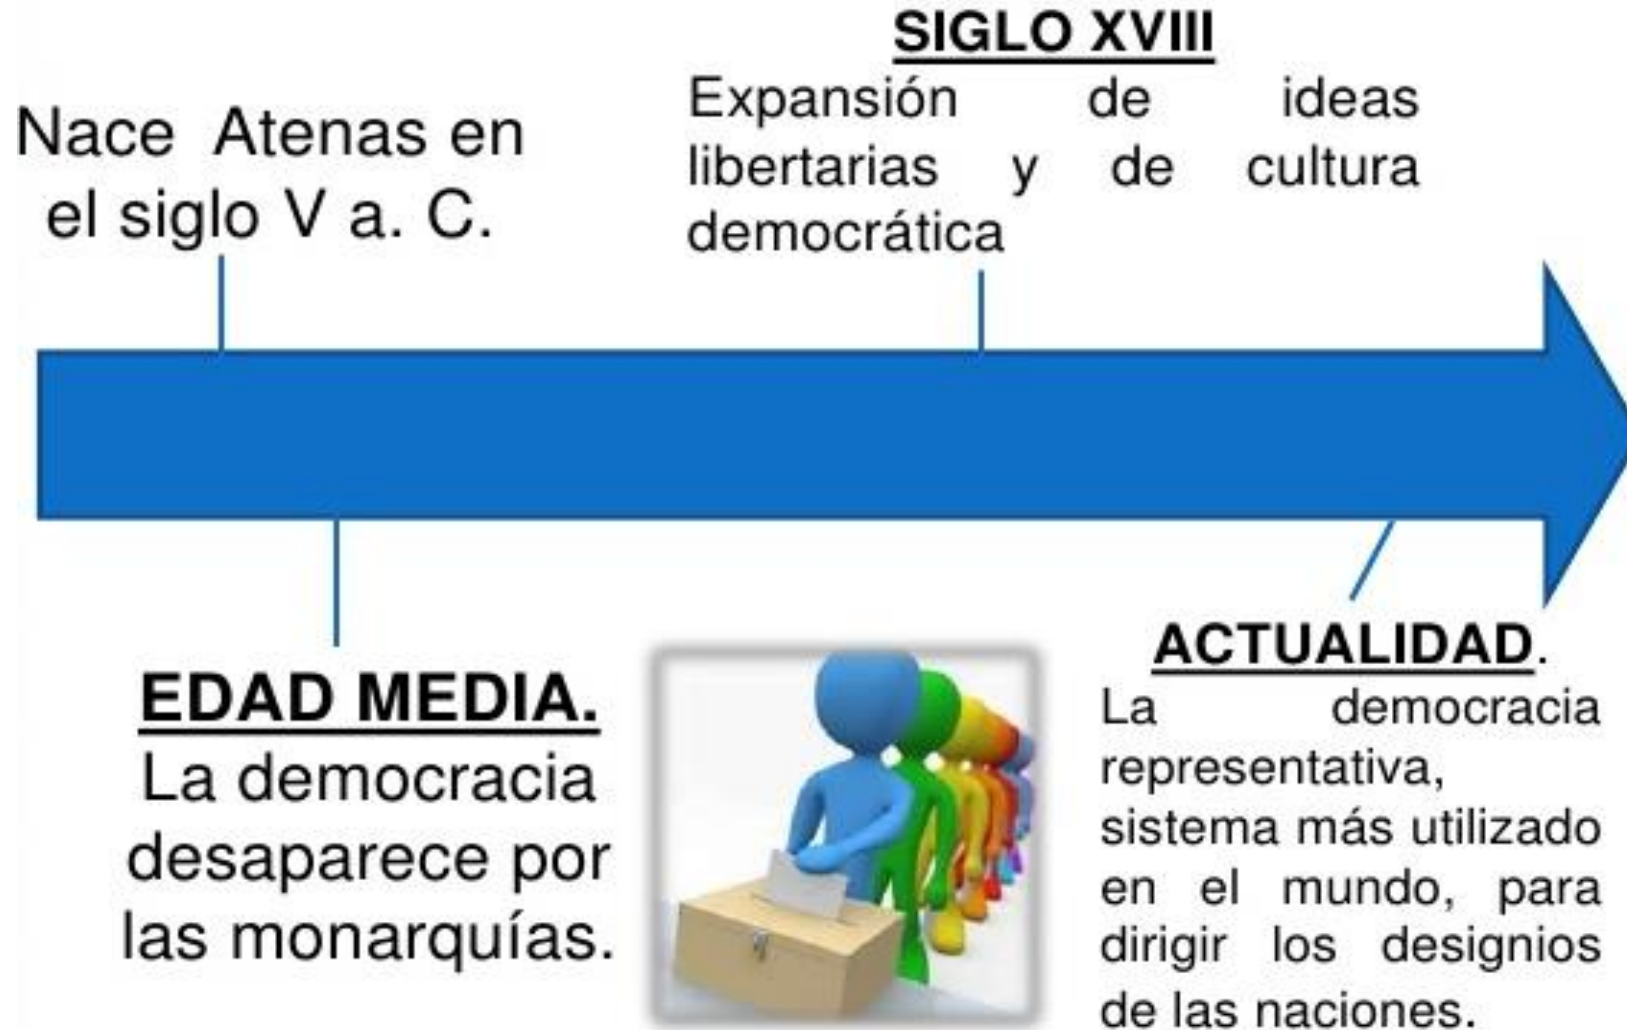 Nace Atenas en
el siglo V a. C.
SIGLO XVIII
Expansión de ideas
libertarias y de cultura
democrática
EDAD MEDIA.
La democracia
desaparece por
las monarquías.
ACTUALIDAD.
La democracia
representativa,
sistema más utilizado
en el mundo, para
dirigir los designios
de las naciones.